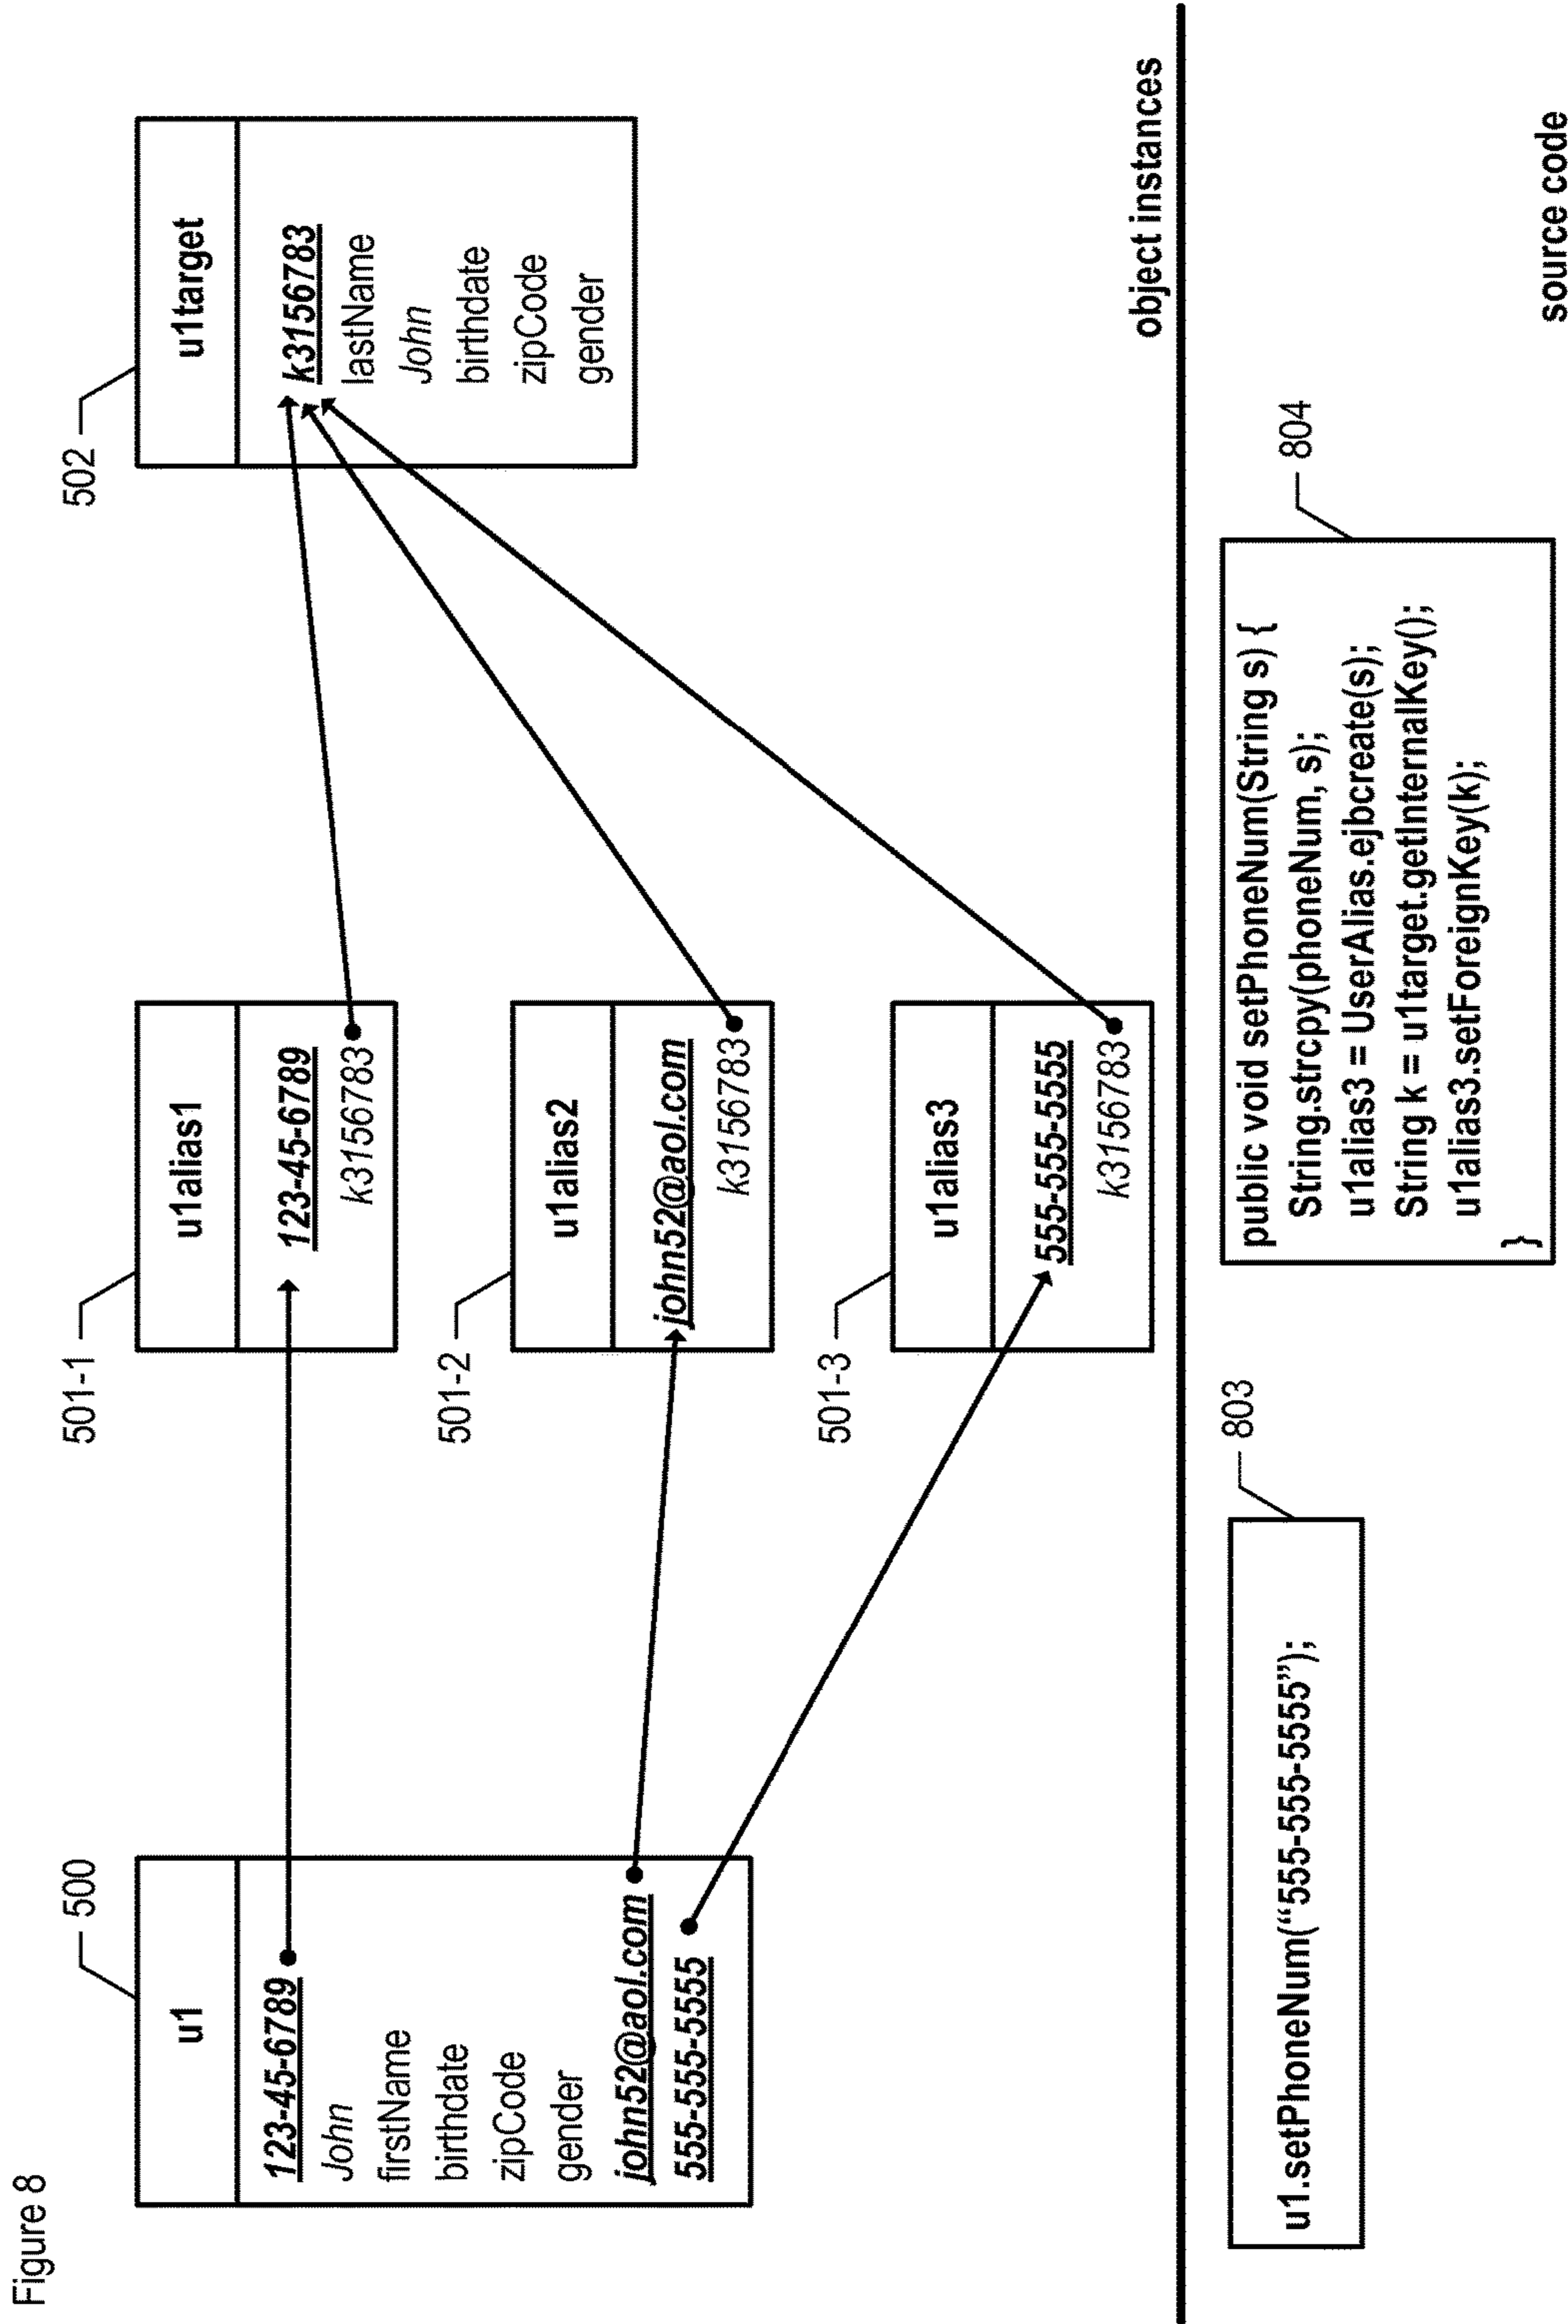 Figure 8
500
u1
123-45-6789
John
firstName
birthdate
zipCode
gender
john52@aol.com
555-555-5555
501-1
u1alias1
123-45-6789
k3156783
501-2
u1alias2
john52@aol.com
k3156783
501-3
u1alias3
555-555-5555
k3156783
502
u1target
k3156783
lastName
John
birthdate
zipCode
gender
object instances
803
u1.setPhoneNum(“555-555-5555”);
804
public void setPhoneNum(String s) {
String.strcpy(phoneNum, s);
u1alias3 = UserAlias.ejbcreate(s);
String k = u1target.getInternalKey();
u1alias3.setForeignKey(k);
}
source code